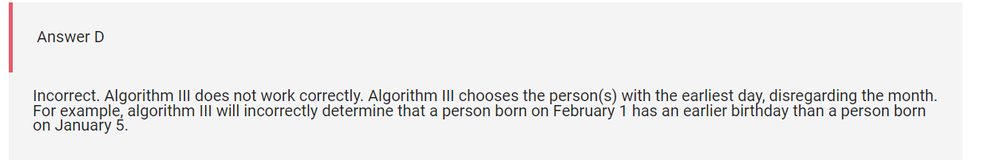 Answer D
Incorrect. Algorithm III does not work correctly. Algorithm III chooses the person(s) with the earliest day, disregarding the month.
For example, algorithm III will incorrectly determine that a person born on February 1 has an earlier birthday than a person born
on January 5.